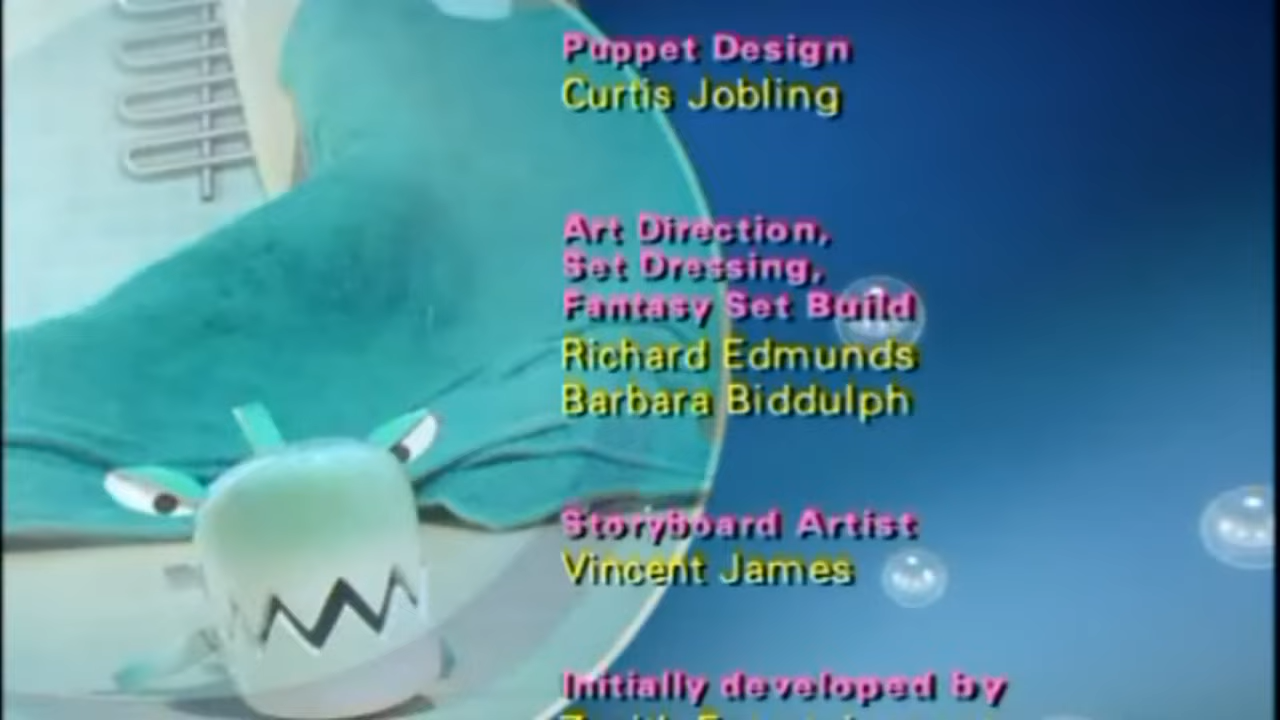 Puppet Design
Curtis Jobling
Art Direction,
Set Dressing,
Fantasy Set Build
Richard Edmunds
Barbara Biddulph
Storyboard Artist
Vincent James
Initially developed by